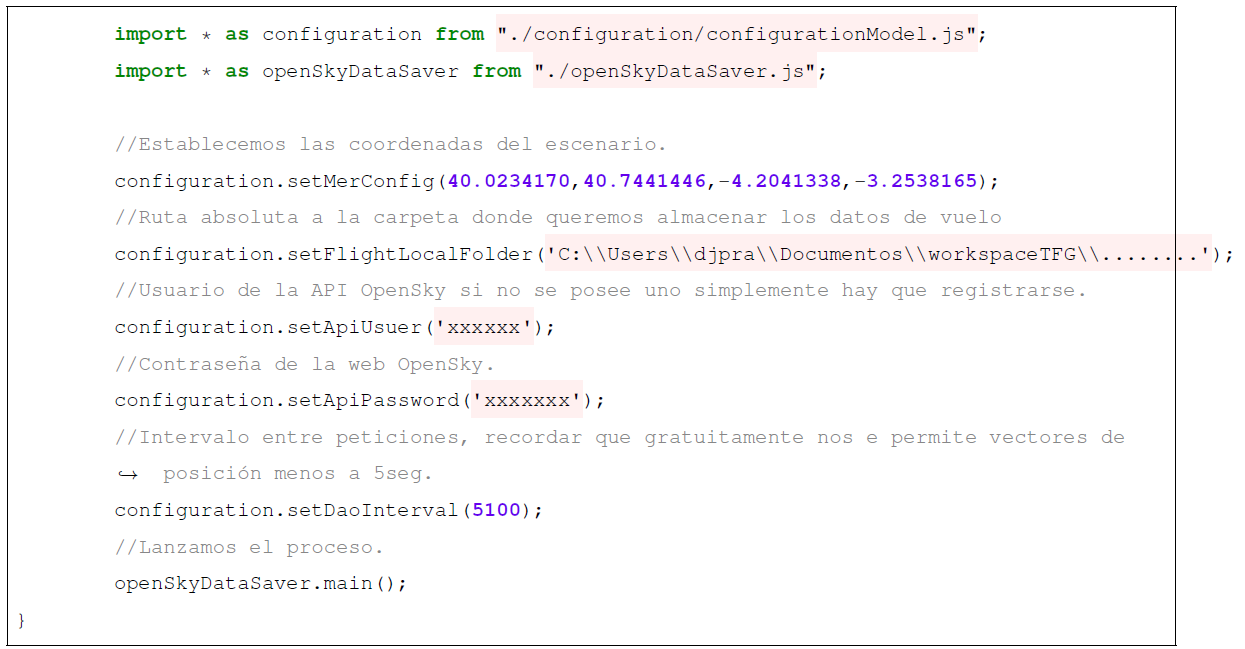 import * as configuration from "./configuration/configurationModel.js";
import * as openSkyDataSaver from "./openSkyDataSaver.js";
//Establecemos las coordenadas del escenario.
configuration.setMerConfig(40.0234170,40.7441446,-4.2041338,-3.2538165);
//Ruta absoluta a la carpeta donde queremos almacenar los datos de vuelo
configuration.setFlightLocalFolder('C:\\Users\\djpra\\Documentos\\workspaceTFG\\........');
//Usuario de la API OpenSky si no se posee uno simplemente hay que registrarse.
configuration.setApiUsuer('xxxxxx');
//Contraseña de la web OpenSky.
configuration.setApiPassword('xxxxxxx');
//Intervalo entre peticiones, recordar que gratuitamente nos e permite vectores de
↪ posición menos a 5seg.
configuration.setDaoInterval(5100);
//Lanzamos el proceso.
openSkyDataSaver.main();
}